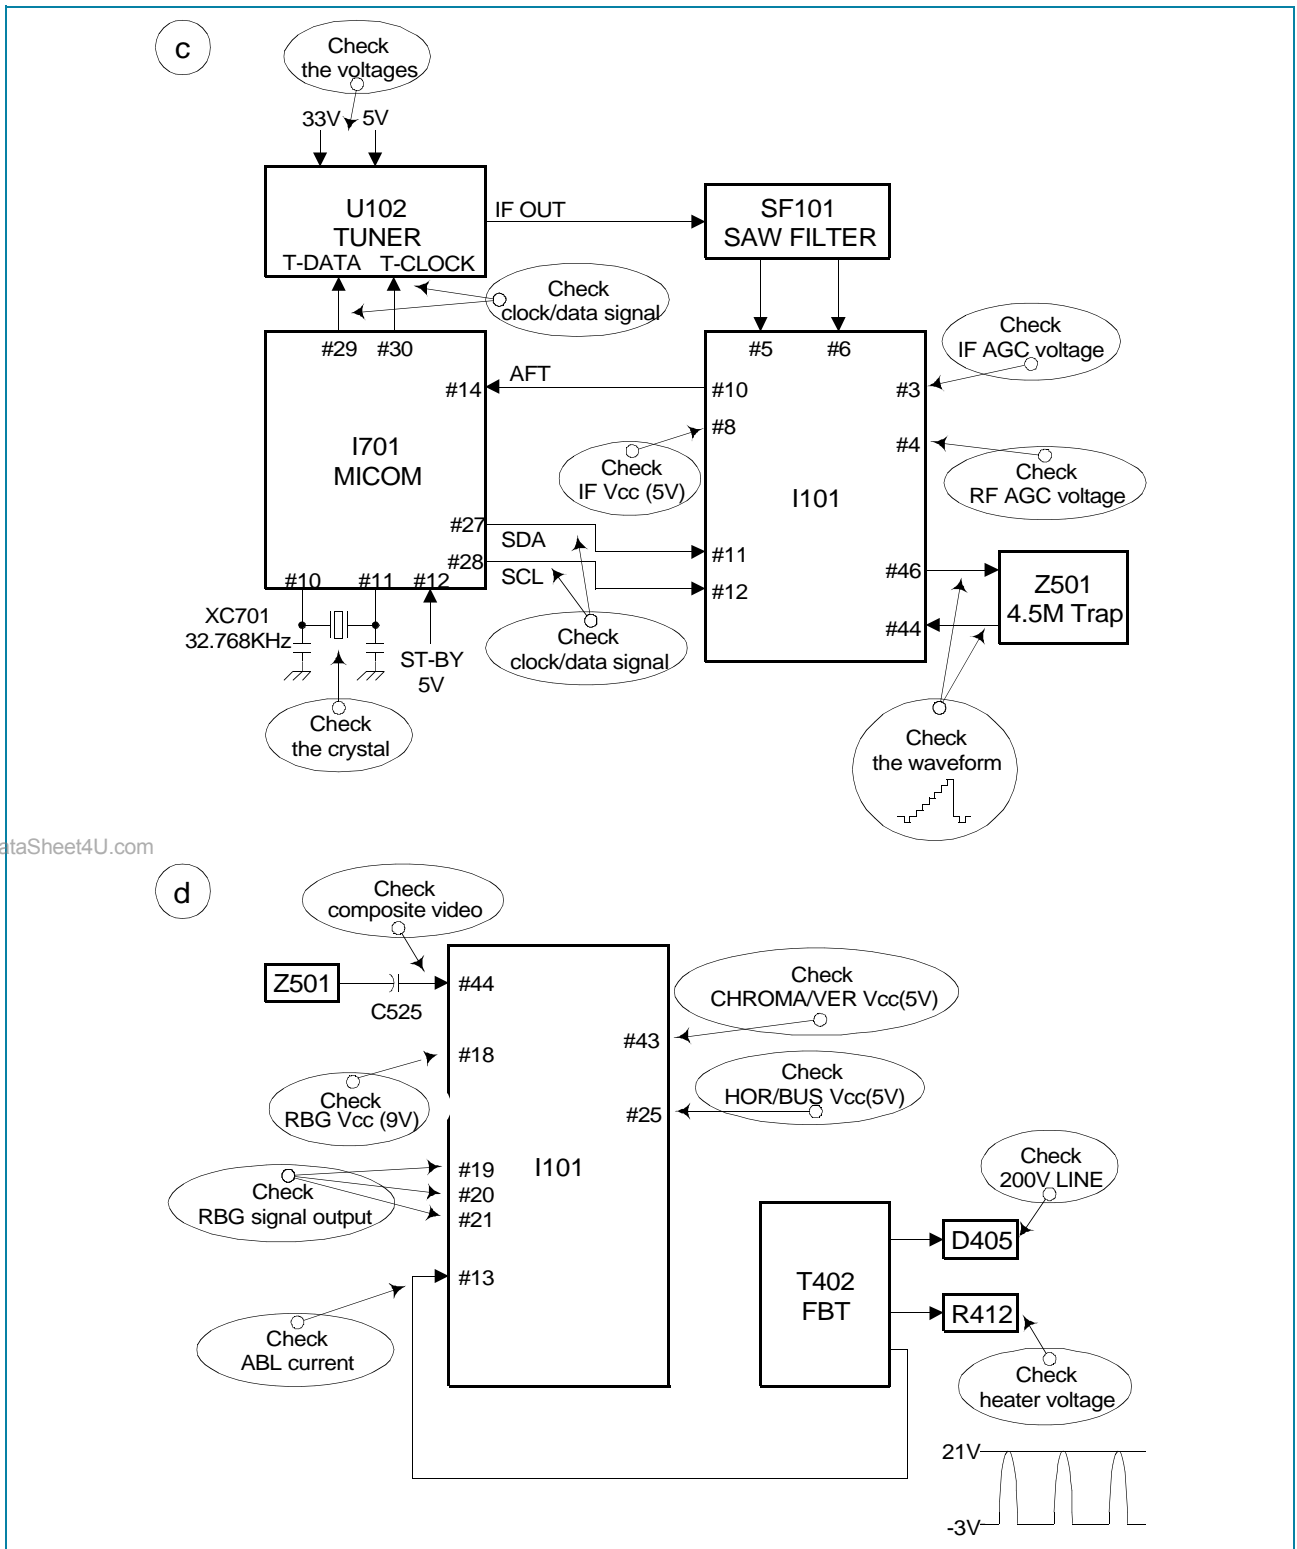 c
Check
the voltages
33V 5V
U102
TUNER
T-DATA T-CLOCK
IF OUT
SF101
SAW FILTER
Check
clock/data signal
#29 #30
#14
AFT
#5 #6
#10
#8
#3
#4
Check
IF AGC voltage
I701
MICOM
Check
IF Vcc (5V)
I101
Check
RF AGC voltage
#27
#28
SDA
SCL
#11
#12
#46
#44
Z501
4.5M Trap
#10 #11 #12
XC701
32.768KHz
ST-BY
5V
Check
clock/data signal
Check
the crystal
Check
the waveform
ataSheet4U.com
d
Check
composite video
Z501
C525
#44
Check
CHROMA/VER Vcc(5V)
#43
#18
Check
RBG Vcc (9V)
Check
HOR/BUS Vcc(5V)
#25
I101
#19
#20
#21
Check
RBG signal output
#13
Check
ABL current
T402
FBT
Check
200V LINE
D405
R412
Check
heater voltage
21V
-3V